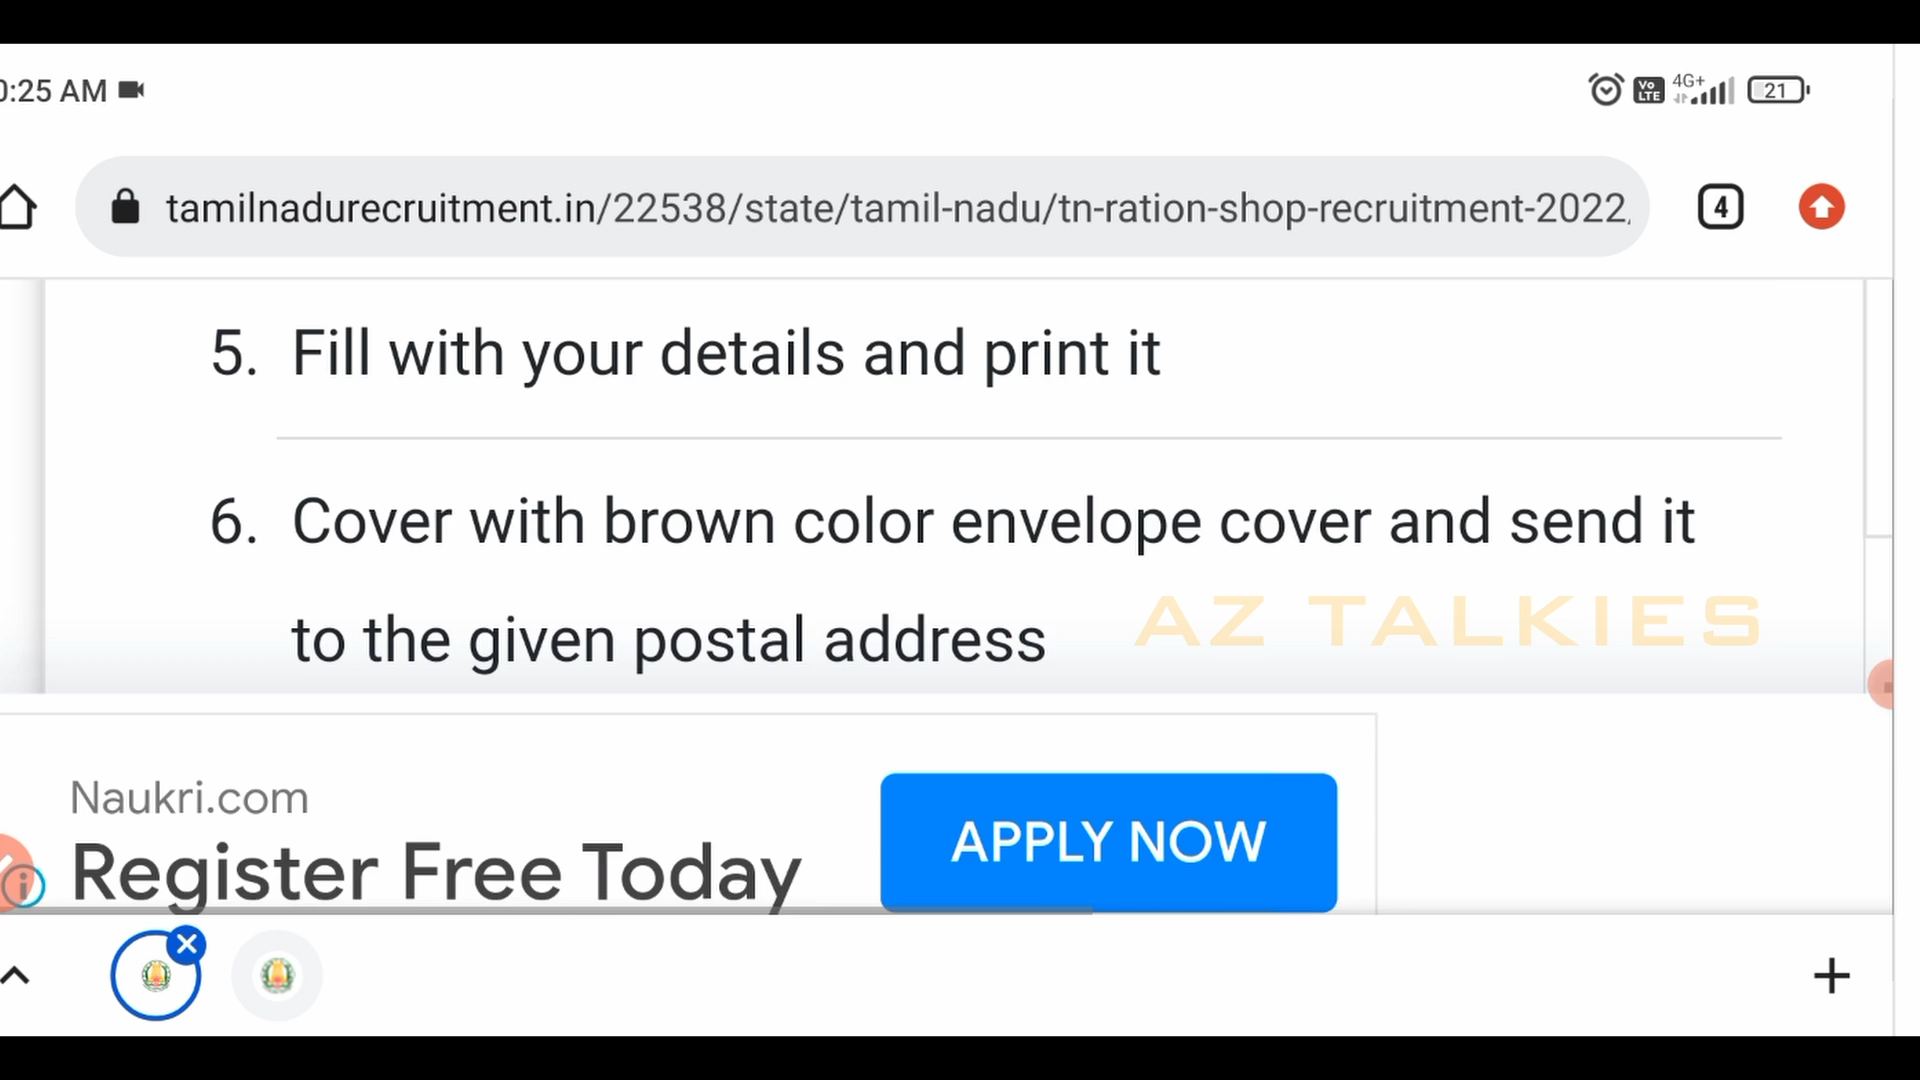 0:25 AM
Vo LTE 4G+ 21
tamilnadurecruitment.in/22538/state/tamil-nadu/tn-ration-shop-recruitment-2022/
4
5. Fill with your details and print it
6. Cover with brown color envelope cover and send it
to the given postal address
AZ TALKIES
Naukri.com
Register Free Today
APPLY NOW